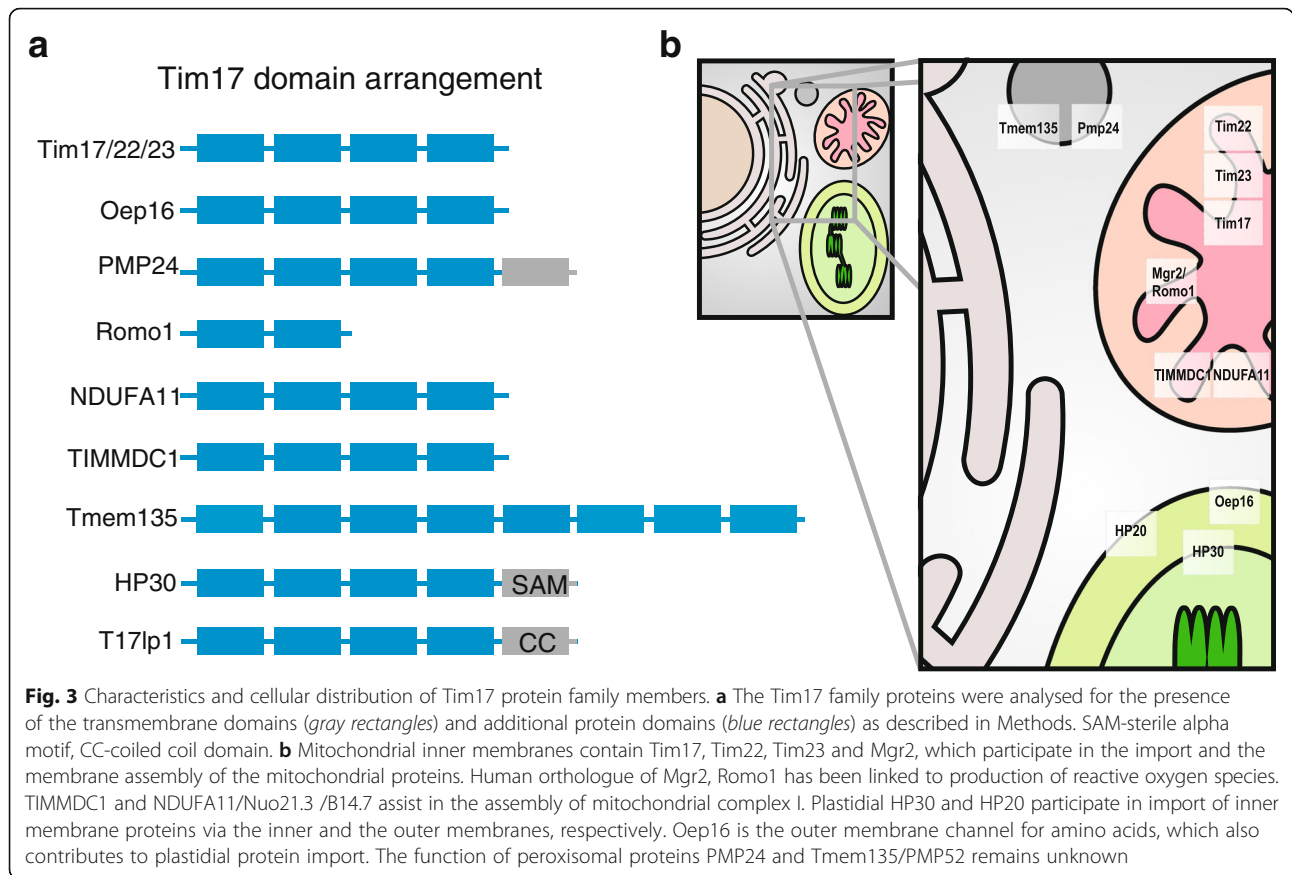 a
Tim17 domain arrangement
Tim17/22/23
Oep16
PMP24
Romo1
NDUFA11
TIMMDC1
Tmem135
HP30
SAM
T17lp1
CC
b
Tmem135
Pmp24
Tim22
Tim23
Tim17
Mgr2/
Romo1
TIMMDC1
NDUFA11
Oep16
HP20
HP30
Fig. 3 Characteristics and cellular distribution of Tim17 protein family members. a The Tim17 family proteins were analysed for the presence
of the transmembrane domains (gray rectangles) and additional protein domains (blue rectangles) as described in Methods. SAM-sterile alpha
motif, CC-coiled coil domain. b Mitochondrial inner membranes contain Tim17, Tim22, Tim23 and Mgr2, which participate in the import and the
membrane assembly of the mitochondrial proteins. Human orthologue of Mgr2, Romo1 has been linked to production of reactive oxygen species.
TIMMDC1 and NDUFA11/Nuo21.3 /B14.7 assist in the assembly of mitochondrial complex I. Plastidial HP30 and HP20 participate in import of inner
membrane proteins via the inner and the outer membranes, respectively. Oep16 is the outer membrane channel for amino acids, which also
contributes to plastidial protein import. The function of peroxisomal proteins PMP24 and Tmem135/PMP52 remains unknown